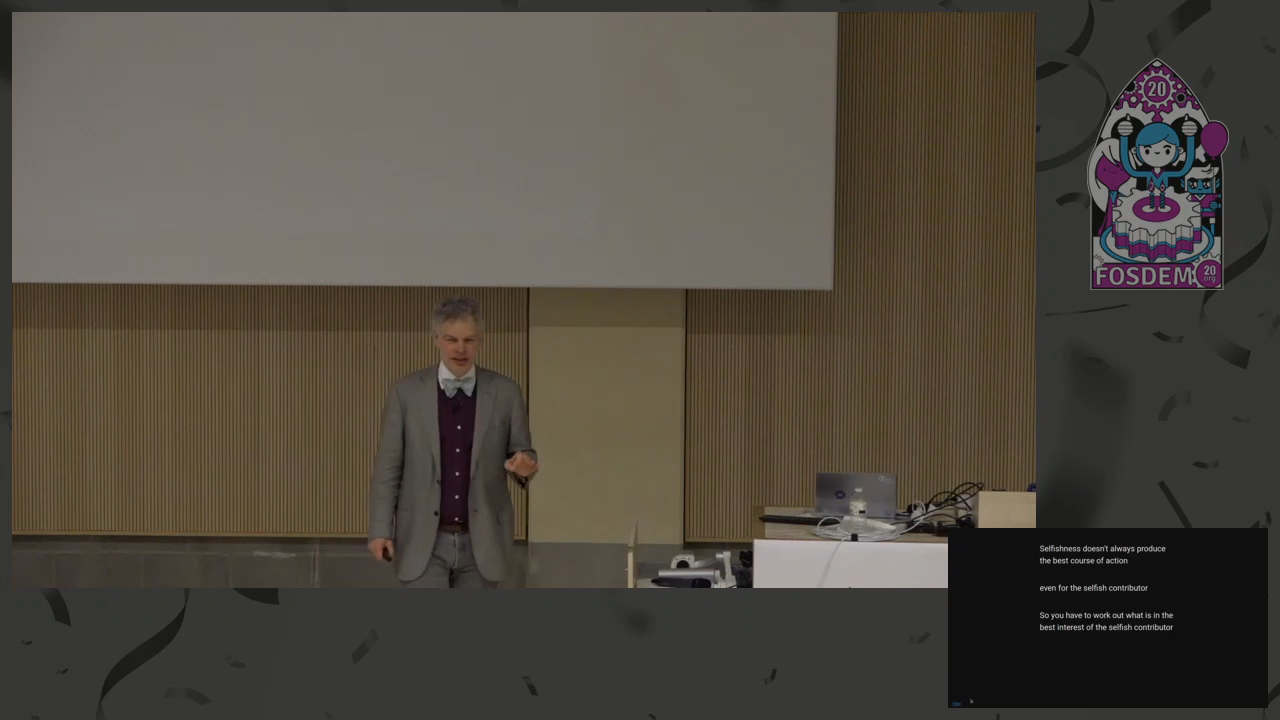 20
FOSDEM
20
org
Selfishness doesn't always produce
the best course of action
even for the selfish contributor
So you have to work out what is in the
best interest of the selfish contributor